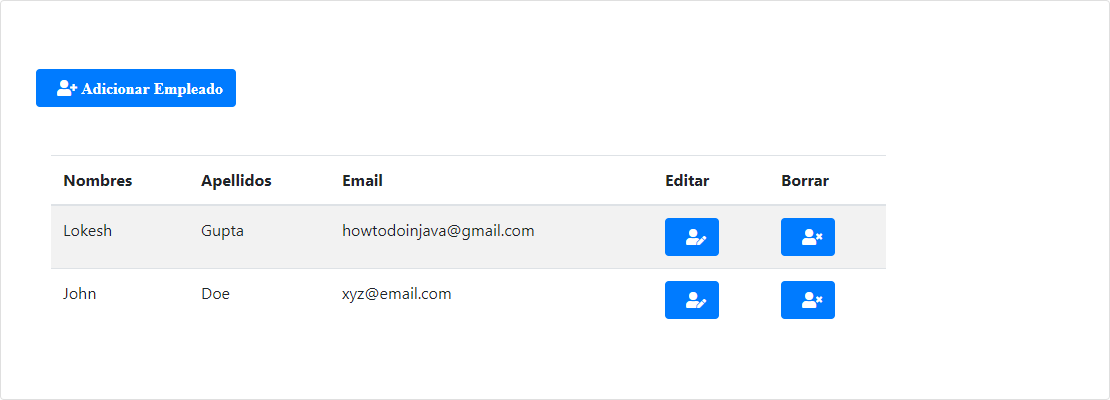 Adicionar Empleado
Nombres Apellidos Email Editar Borrar
Lokesh Gupta howtodoinjava@gmail.com
John Doe xyz@email.com